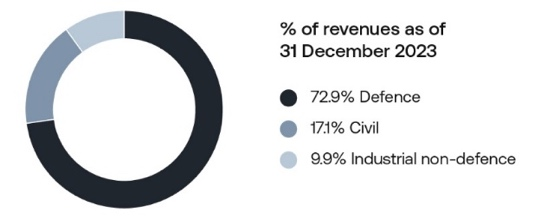 % of revenues as of
31 December 2023
72.9% Defence
17.1% Civil
9.9% Industrial non-defence